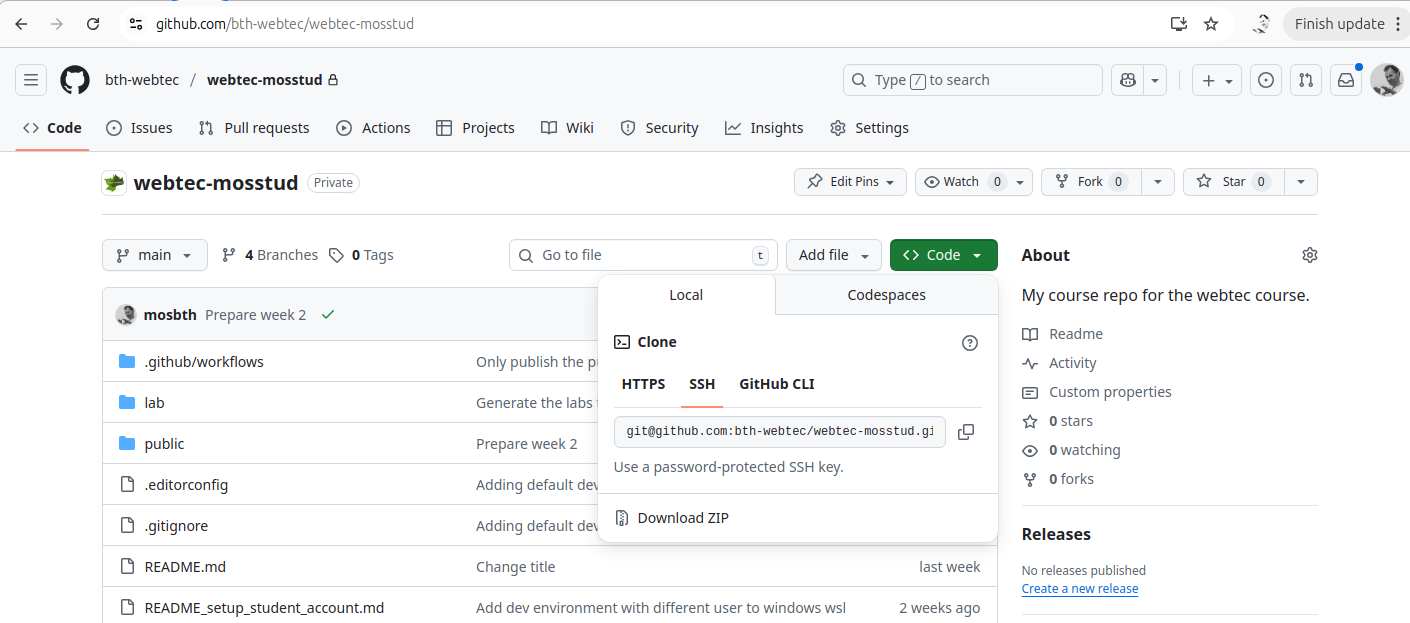 github.com/bth-webtec/webtec-mosstud
Finish update
bth-webtec / webtec-mosstud
Type / to search
Code Issues Pull requests Actions Projects Wiki Security Insights Settings
webtec-mosstud Private
Edit Pins Watch 0 Fork 0 Star 0
main 4 Branches 0 Tags Go to file t Add file Code
About
Local Codespaces
My course repo for the webtec course.
mosbth Prepare week 2
Readme
Clone
.github/workflows Only publish the pu
Activity
HTTPS SSH GitHub CLI
Custom properties
lab Generate the labs
0 stars
git@github.com:bth-webtec/webtec-mosstud.gi
public Prepare week 2
0 watching
Use a password-protected SSH key.
0 forks
.editorconfig Adding default dev
Download ZIP
.gitignore Adding default dev
Releases
README.md Change title last week
No releases published
Create a new release
README_setup_student_account.md Add dev environment with different user to windows wsl 2 weeks ago